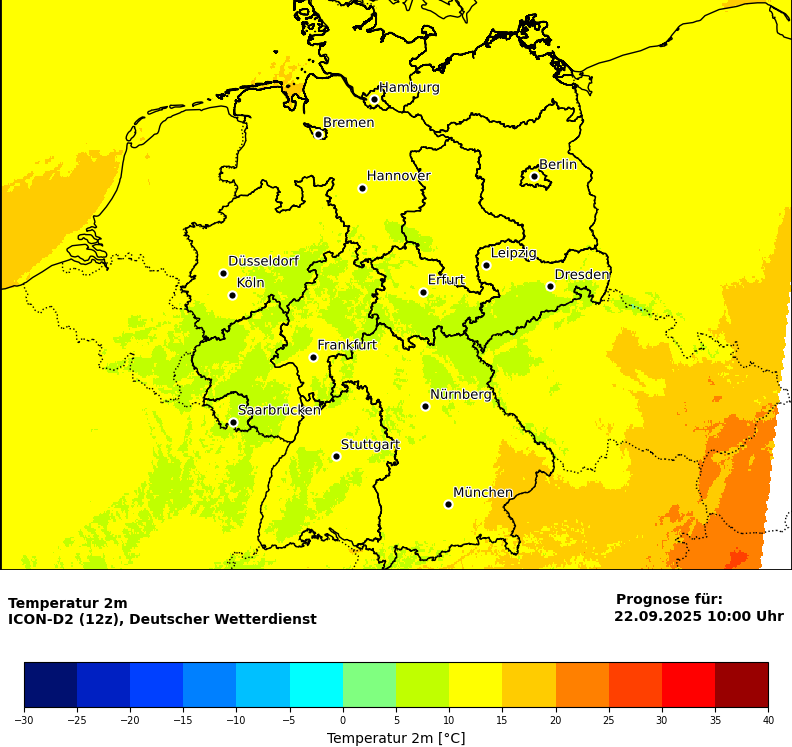 Hamburg
Bremen
Berlin
Hannover
Leipzig
Düsseldorf
Dresden
Erfurt
Köln
Frankfurt
Nürnberg
Saarbrücken
Stuttgart
München
Temperatur 2m
ICON-D2 (12z), Deutscher Wetterdienst
Prognose für:
22.09.2025 10:00 Uhr
−30 −25 −20 −15 −10 −5 0 5 10 15 20 25 30 35 40
Temperatur 2m [°C]